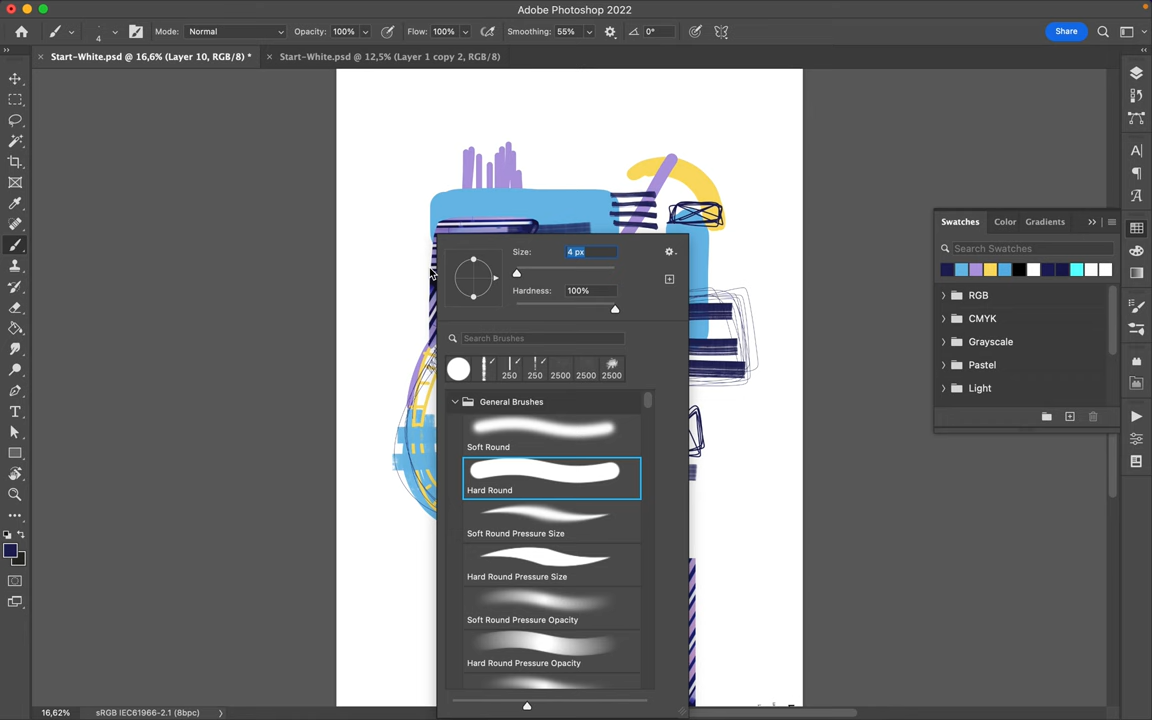 Adobe Photoshop 2022
4
Mode: Normal
Opacity: 100%
Flow: 100%
Smoothing: 55%
0°
Share
Start-White.psd @ 16,6% (Layer 10, RGB/8) *
Start-White.psd @ 12,5% (Layer 1 copy 2, RGB/8)
Size: 4 px
Hardness: 100%
Search Brushes
250 250 2500 2500 2500
General Brushes
Soft Round
Hard Round
Soft Round Pressure Size
Hard Round Pressure Size
Soft Round Pressure Opacity
Hard Round Pressure Opacity
Swatches Color Gradients
Search Swatches
RGB
CMYK
Grayscale
Pastel
Light
16,62% sRGB IEC61966-2.1 (8bpc)